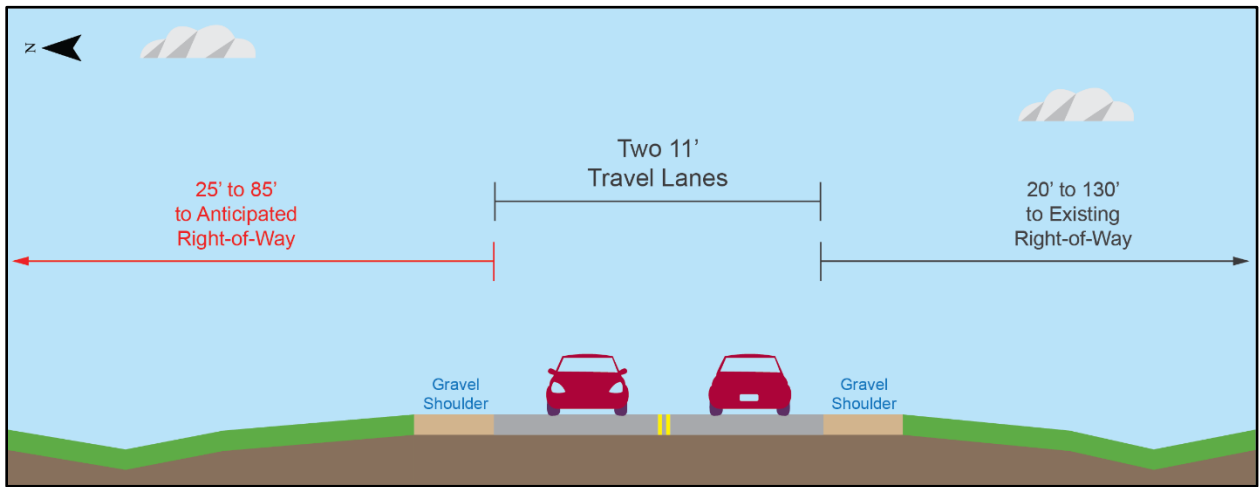 N
Two 11’
Travel Lanes
25’ to 85’
to Anticipated
Right-of-Way
20’ to 130’
to Existing
Right-of-Way
Gravel
Shoulder
Gravel
Shoulder